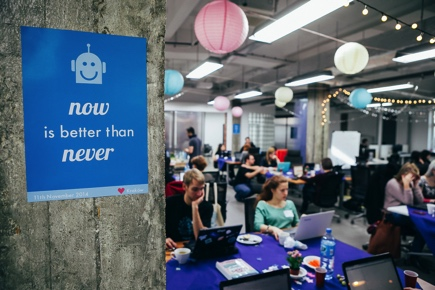 now
is better than
never
11th November 2014